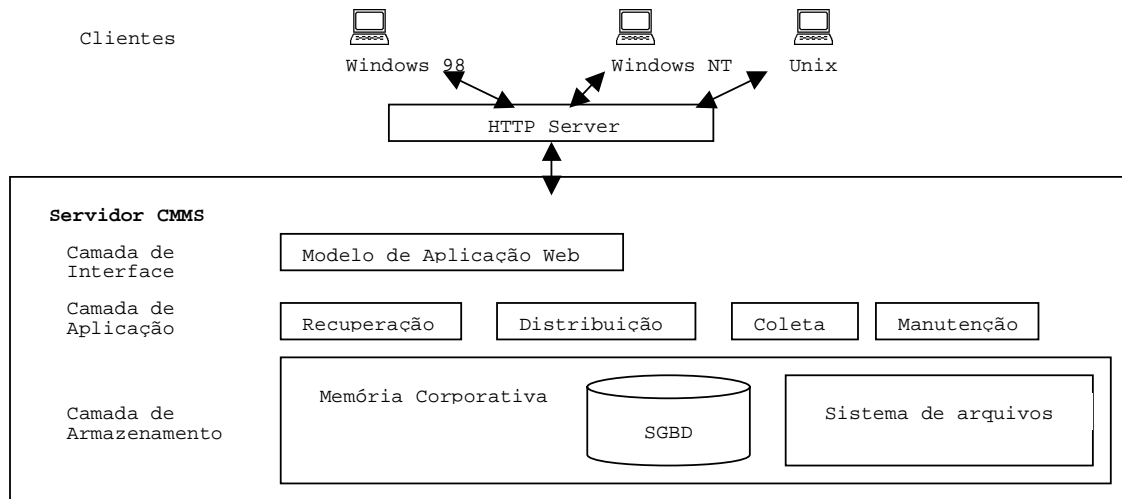 Clientes
Windows 98
Windows NT
Unix
HTTP Server
Servidor CMMS
Camada de
Interface
Modelo de Aplicação Web
Camada de
Aplicação
Recuperação
Distribuição
Coleta
Manutenção
Camada de
Armazenamento
Memória Corporativa
SGBD
Sistema de arquivos